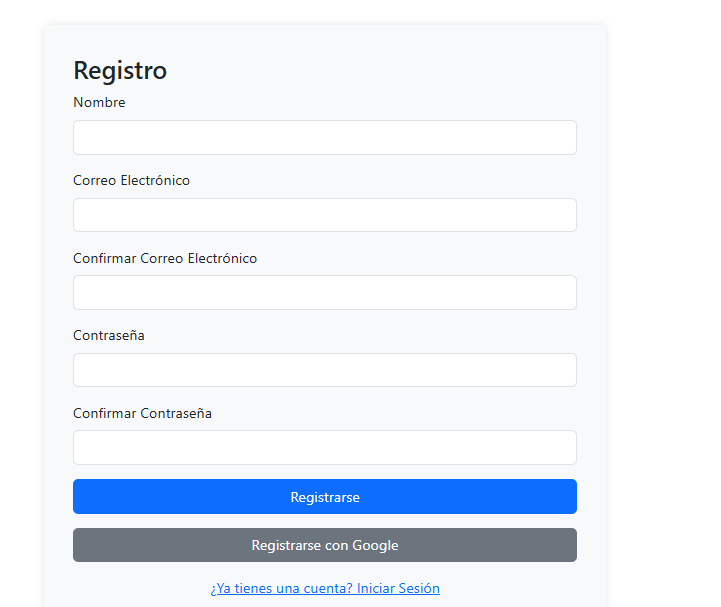 Registro
Nombre
Correo Electrónico
Confirmar Correo Electrónico
Contraseña
Confirmar Contraseña
Registrarse
Registrarse con Google
¿Ya tienes una cuenta? Iniciar Sesión